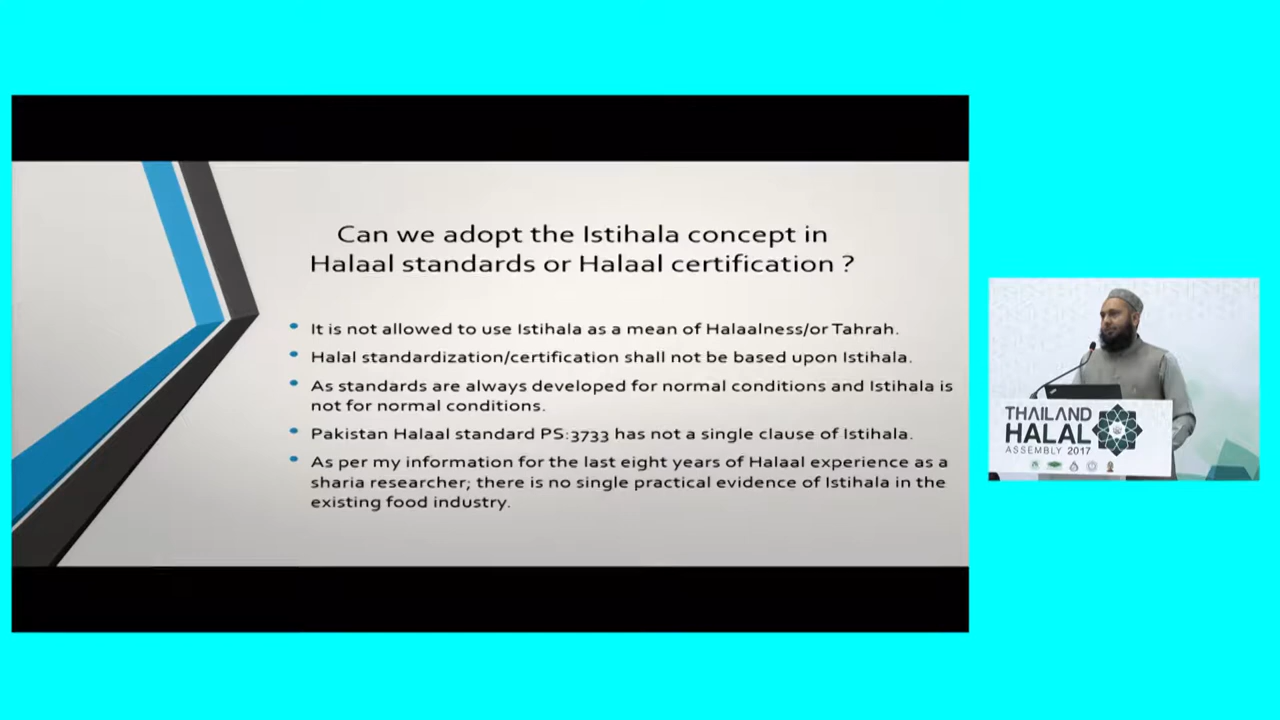 Can we adopt the Istihala concept in
Halaal standards or Halaal certification ?
It is not allowed to use Istihala as a mean of Halaalness/or Tahrah.
Halal standardization/certification shall not be based upon Istihala.
As standards are always developed for normal conditions and Istihala is
not for normal conditions.
Pakistan Halaal standard PS:3733 has not a single clause of Istihala.
As per my information for the last eight years of Halaal experience as a
sharia researcher; there is no single practical evidence of Istihala in the
existing food industry.
THAILAND
HALAL
ASSEMBLY 2017